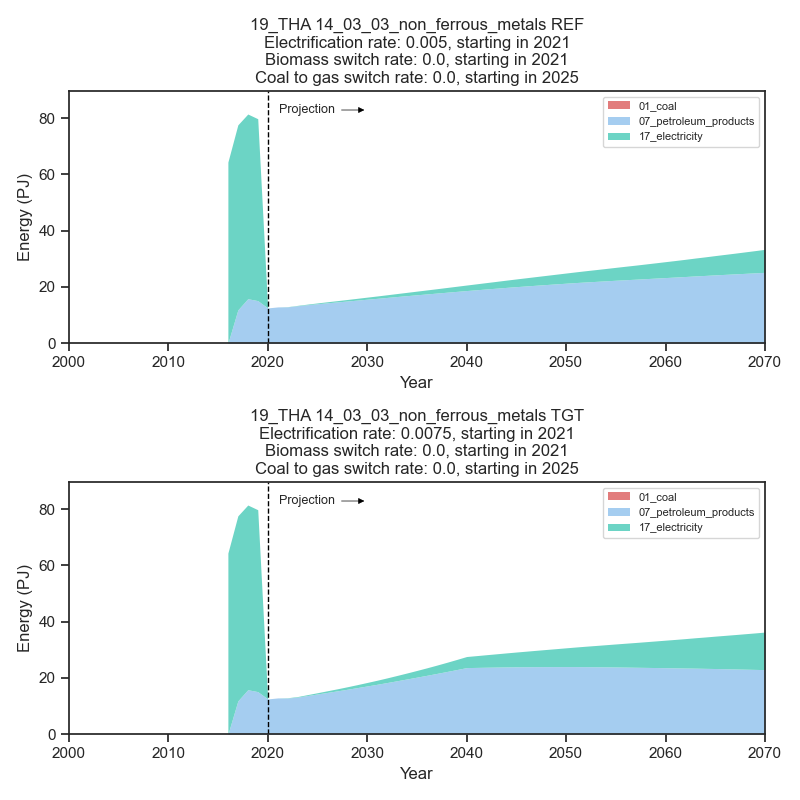 19_THA 14_03_03_non_ferrous_metals REF
Electrification rate: 0.005, starting in 2021
Biomass switch rate: 0.0, starting in 2021
Coal to gas switch rate: 0.0, starting in 2025
Projection
01_coal
07_petroleum_products
17_electricity
Energy (PJ)
80
60
40
20
0
2000 2010 2020 2030 2040 2050 2060 2070
Year
19_THA 14_03_03_non_ferrous_metals TGT
Electrification rate: 0.0075, starting in 2021
Biomass switch rate: 0.0, starting in 2021
Coal to gas switch rate: 0.0, starting in 2025
Projection
01_coal
07_petroleum_products
17_electricity
Energy (PJ)
80
60
40
20
0
2000 2010 2020 2030 2040 2050 2060 2070
Year